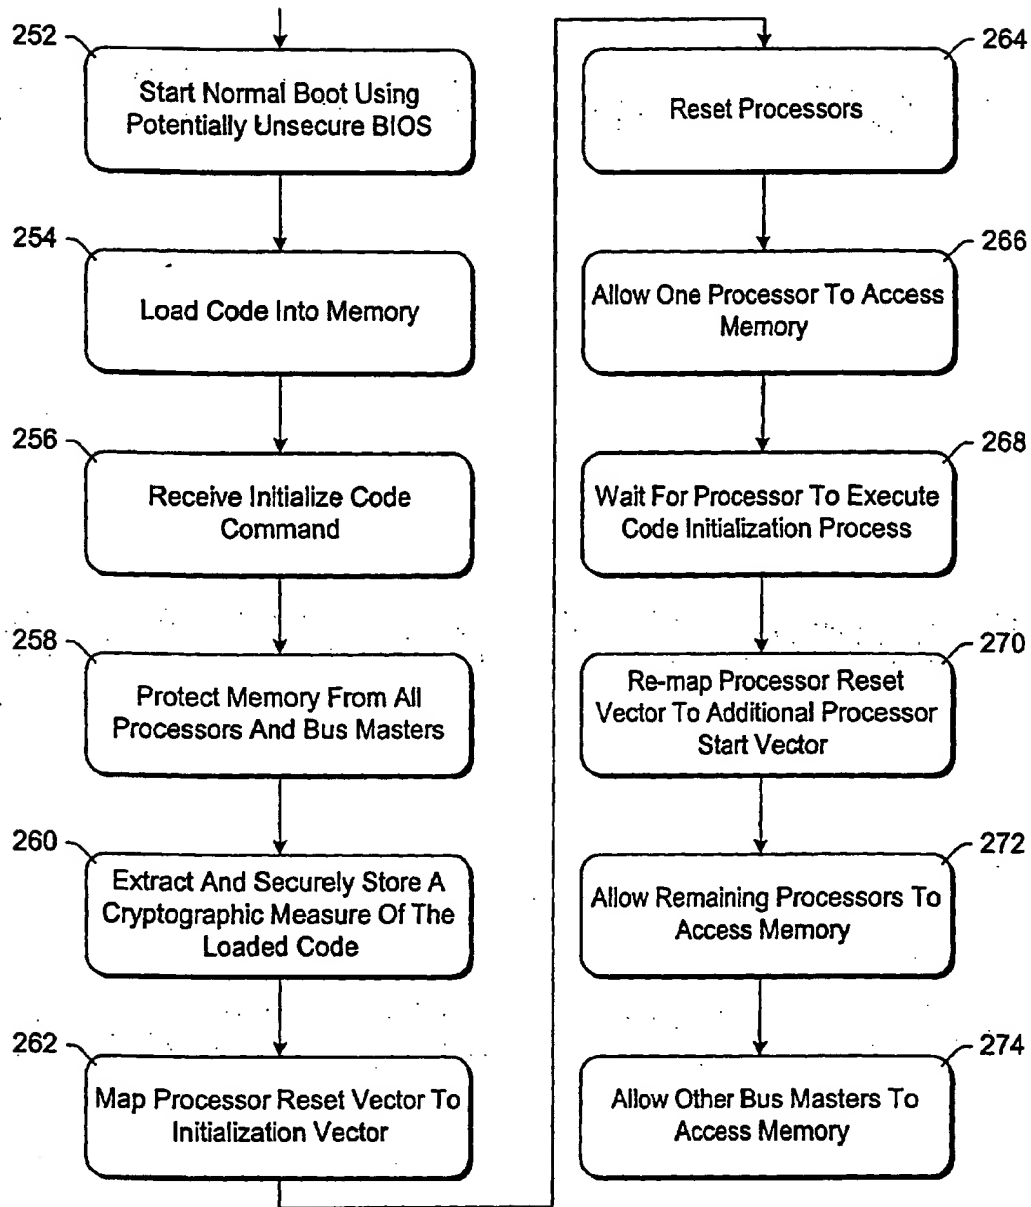 252
Start Normal Boot Using
Potentially Unsecure BIOS
254
Load Code Into Memory
256
Receive Initialize Code
Command
258
Protect Memory From All
Processors And Bus Masters
260
Extract And Securely Store A
Cryptographic Measure Of The
Loaded Code
262
Map Processor Reset Vector To
Initialization Vector
264
Reset Processors
266
Allow One Processor To Access
Memory
268
Wait For Processor To Execute
Code Initialization Process
270
Re-map Processor Reset
Vector To Additional Processor
Start Vector
272
Allow Remaining Processors To
Access Memory
274
Allow Other Bus Masters To
Access Memory